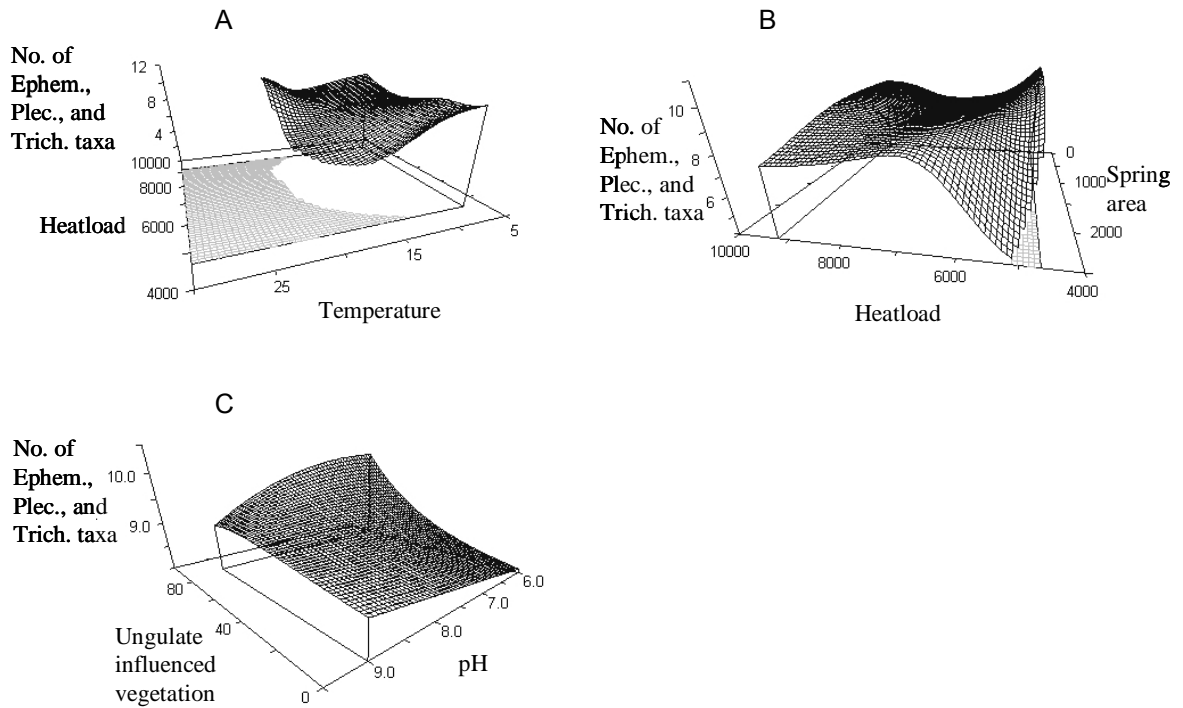 A
No. of
Ephem.,
Plec., and
Trich. taxa
12
8
4
10000
8000
6000
4000
Heatload
25
15
5
Temperature
B
No. of
Ephem.,
Plec., and
Trich. taxa
10
8
6
10000
8000
6000
4000
Heatload
0
1000
2000
Spring
area
C
No. of
Ephem.,
Plec., and
Trich. taxa
10.0
9.0
80
40
0
Ungulate
influenced
vegetation
6.0
7.0
8.0
9.0
pH